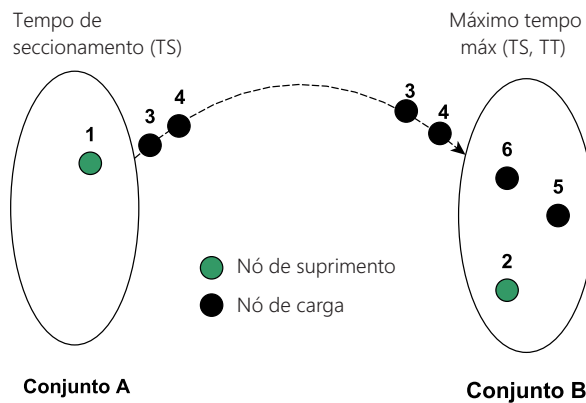 Tempo de
seccionamento (TS)
Máximo tempo
máx (TS, TT)
1
3
4
3
4
6
5
2
Nó de suprimento
Nó de carga
Conjunto A
Conjunto B